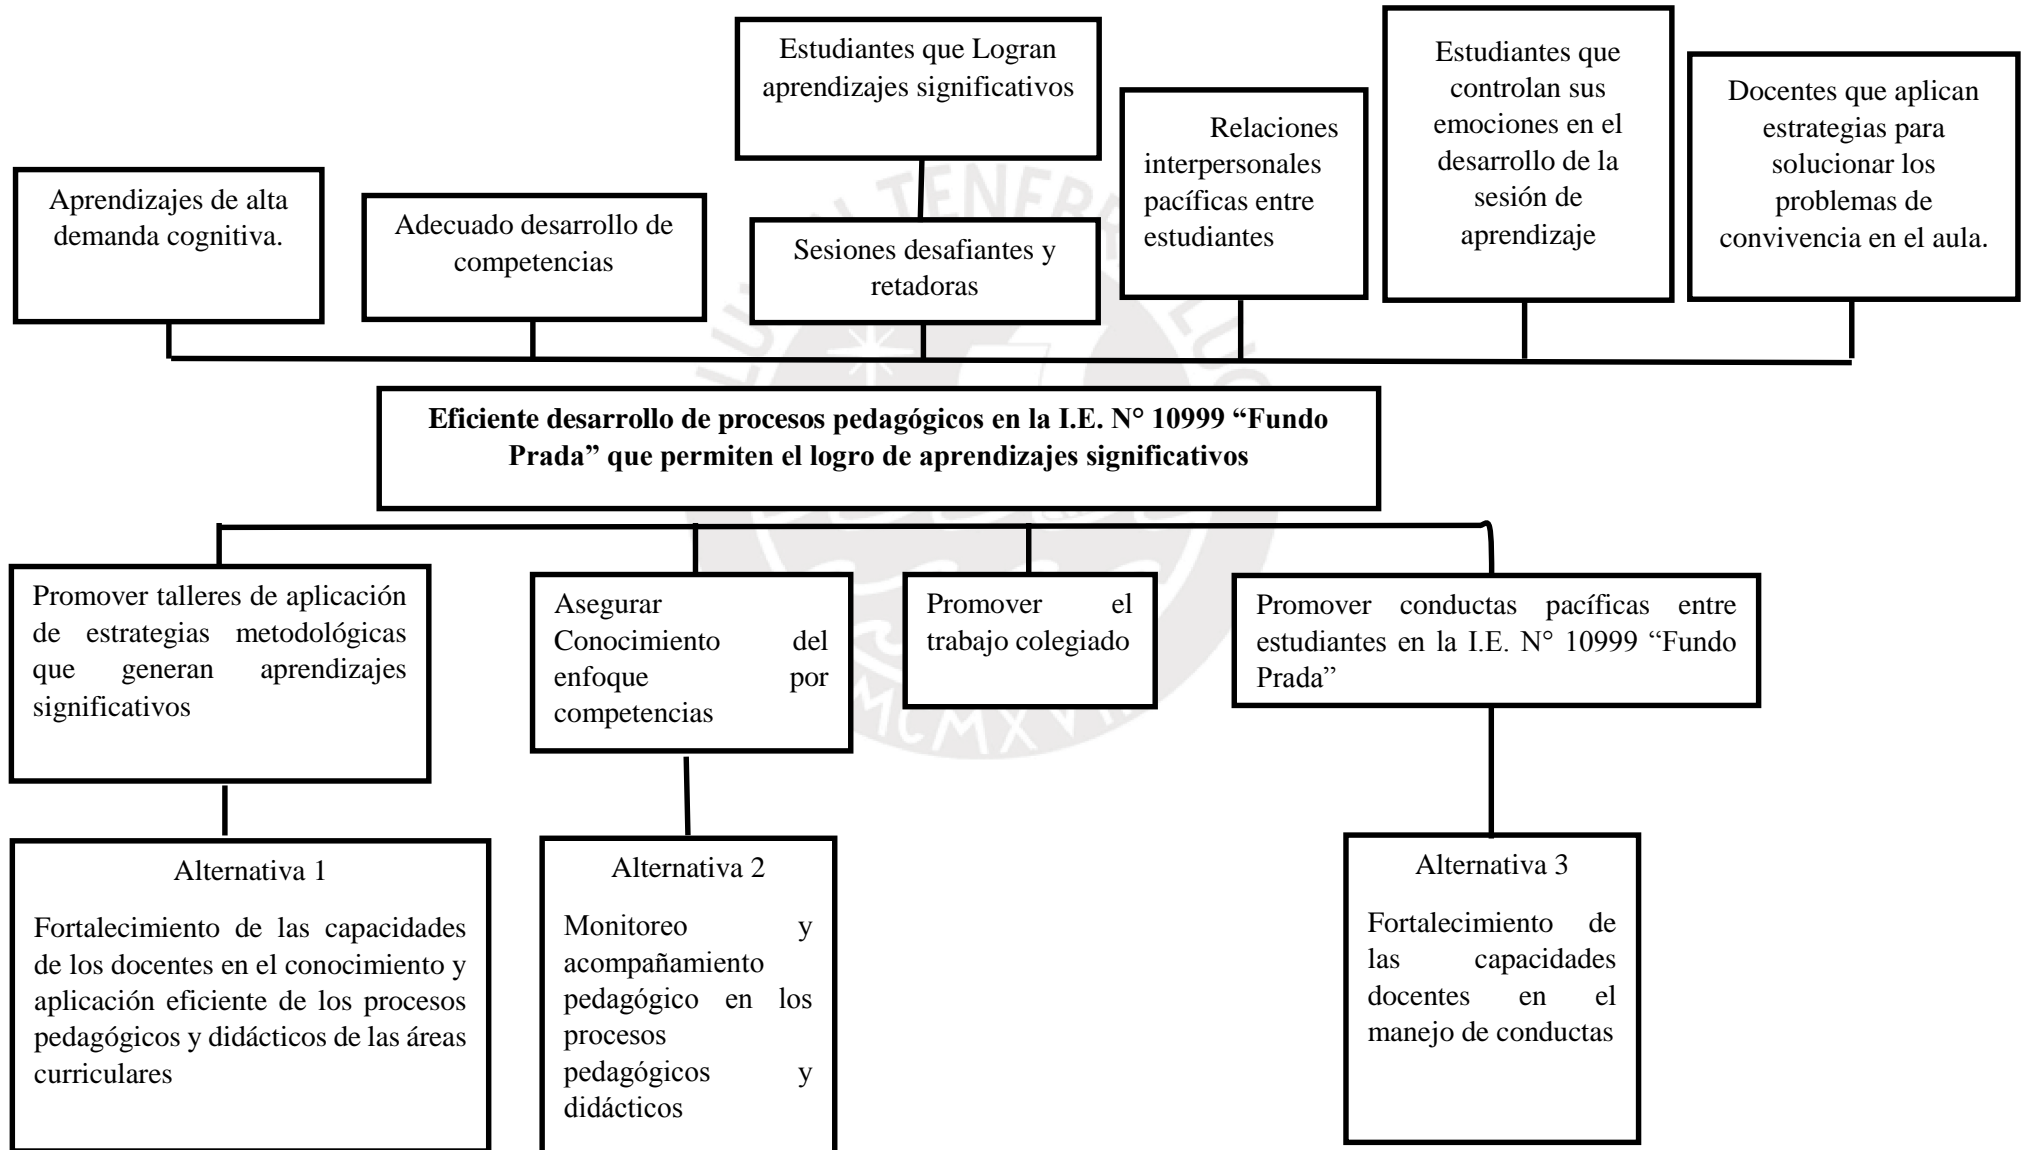 Estudiantes que Logran
aprendizajes significativos
Aprendizajes de alta
demanda cognitiva.
Adecuado desarrollo de
competencias
Sesiones desafiantes y
retadoras
Relaciones
interpersonales
pacíficas entre
estudiantes
Estudiantes que
controlan sus
emociones en el
desarrollo de la
sesión de
aprendizaje
Docentes que aplican
estrategias para
solucionar los
problemas de
convivencia en el aula.
Eficiente desarrollo de procesos pedagógicos en la I.E. N° 10999 “Fundo
Prada” que permiten el logro de aprendizajes significativos
Promover talleres de aplicación
de estrategias metodológicas
que generan aprendizajes
significativos
Asegurar
Conocimiento del
enfoque por
competencias
Promover el
trabajo colegiado
Promover conductas pacíficas entre
estudiantes en la I.E. N° 10999 “Fundo
Prada”
Alternativa 1
Fortalecimiento de las capacidades
de los docentes en el conocimiento y
aplicación eficiente de los procesos
pedagógicos y didácticos de las áreas
curriculares
Alternativa 2
Monitoreo y
acompañamiento
pedagógico en los
procesos
pedagógicos y
didácticos
Alternativa 3
Fortalecimiento de
las capacidades
docentes en el
manejo de conductas